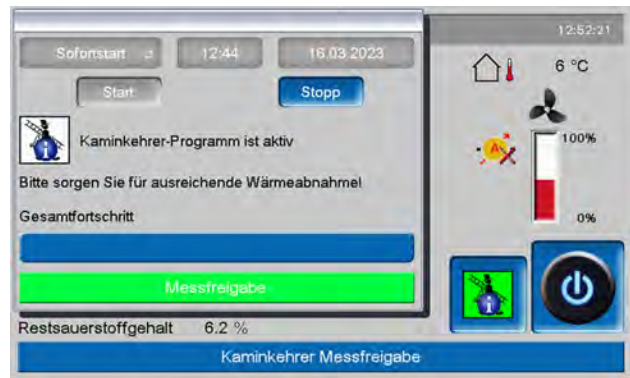 12:52:21
Sofortstart 12:44 16.03.2023
Start Stopp
6 °C
Kaminkehrer-Programm ist aktiv
100%
Bitte sorgen Sie für ausreichende Wärmeabnahme!
Gesamtfortschritt
0%
Messfreigabe
Restsauerstoffgehalt 6.2 %
Kaminkehrer Messfreigabe